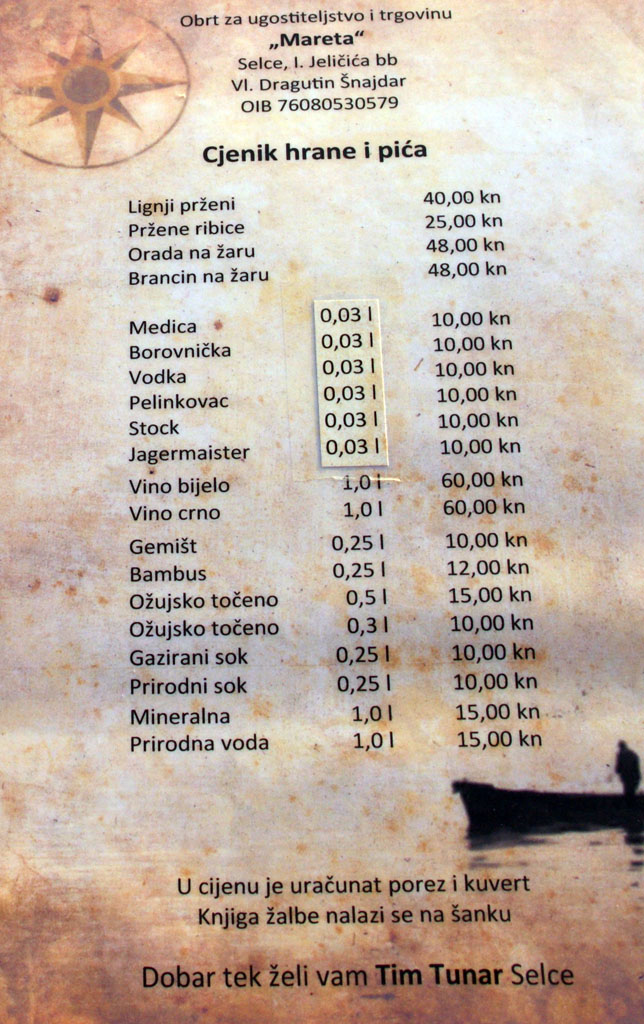 Obrt za ugostiteljstvo i trgovinu
„Mareta“
Selce, I. Jeličića bb
Vl. Dragutin Šnajdar
OIB 76080530579
Cjenik hrane i pića
Lignji prženi 40,00 kn
Pržene ribice 25,00 kn
Orada na žaru 48,00 kn
Brancin na žaru 48,00 kn
Medica 0,03 l 10,00 kn
Borovnička 0,03 l 10,00 kn
Vodka 0,03 l 10,00 kn
Pelinkovac 0,03 l 10,00 kn
Stock 0,03 l 10,00 kn
Jagermaister 0,03 l 10,00 kn
Vino bijelo 1,0 l 60,00 kn
Vino crno 1,0 l 60,00 kn
Gemišt 0,25 l 10,00 kn
Bambus 0,25 l 12,00 kn
Ožujsko točeno 0,5 l 15,00 kn
Ožujsko točeno 0,3 l 10,00 kn
Gazirani sok 0,25 l 10,00 kn
Prirodni sok 0,25 l 10,00 kn
Mineralna 1,0 l 15,00 kn
Prirodna voda 1,0 l 15,00 kn
U cijenu je uračunat porez i kuvert
Knjiga žalbe nalazi se na šanku
Dobar tek želi vam Tim Tunar Selce